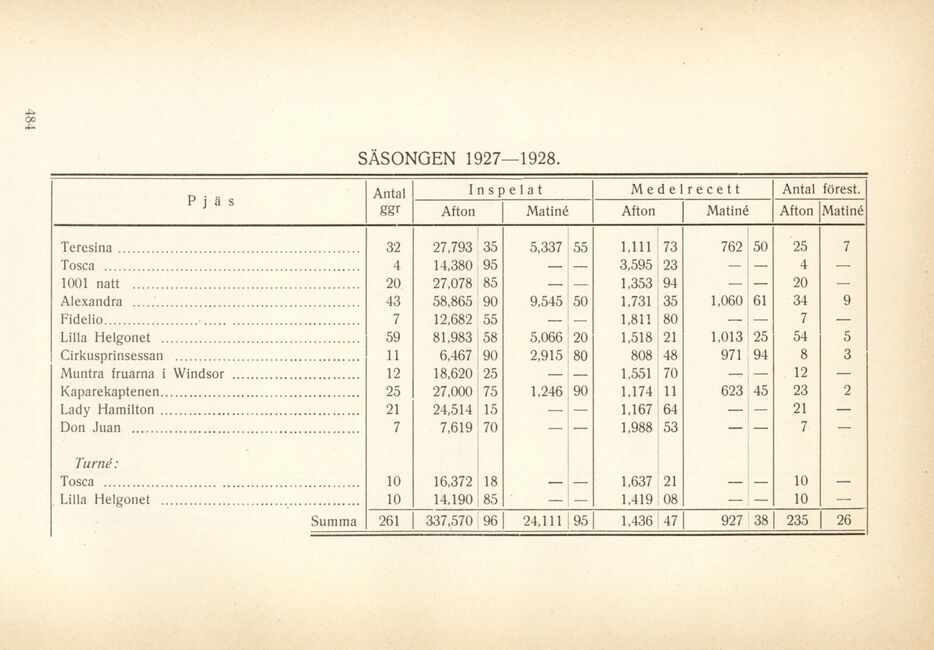 484
SÄSONGEN 1927—1928.
Pjäs Antal ggr Inspelat Medelrecett Antal förest.
Afton Matiné Afton Matiné Afton Matiné
Teresina 32 27,793 35 5,337 55 1,111 73 762 50 25 7
Tosca 4 14,380 95 — — 3,595 23 — — 4 —
1001 natt 20 27,078 85 — — 1,353 94 — — 20 —
Alexandra 43 58,865 90 9,545 50 1,731 35 1,060 61 34 9
Fidelio 7 12,682 55 — — 1,811 80 — — 7 —
Lilla Helgonet 59 81,983 58 5,066 20 1,518 21 1,013 25 54 5
Cirkusprinsessan 11 6,467 90 2,915 80 808 48 971 94 8 3
Muntra fruarna i Windsor 12 18,620 25 — — 1,551 70 — — 12 —
Kaparekaptenen 25 27,000 75 1,246 90 1,174 11 623 45 23 2
Lady Hamilton 21 24,514 15 — — 1,167 64 — — 21 —
Don Juan 7 7,619 70 — — 1,988 53 — — 7 —
Turné:
Tosca 10 16,372 18 — — 1,637 21 — — 10 —
Lilla Helgonet 10 14,190 85 — — 1,419 08 — — 10 —
Summa 261 337,570 96 24,111 95 1,436 47 927 38 235 26